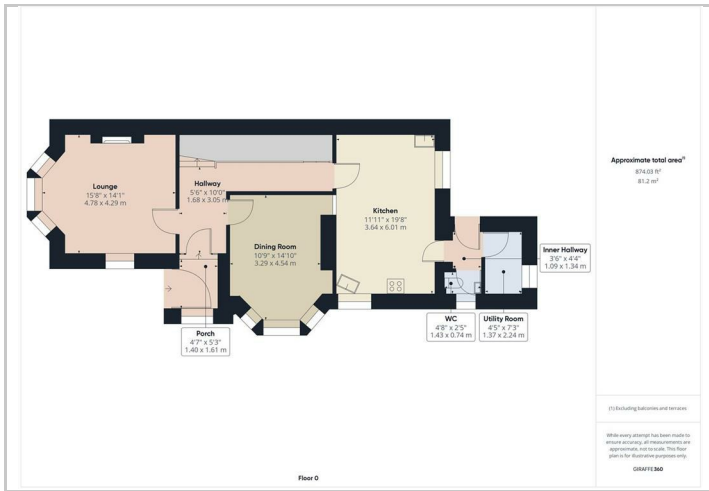 Lounge
15'8" x 14'1"
4.78 x 4.29 m
Hallway
5'6" x 10'0"
1.68 x 3.05 m
Kitchen
11'11" x 19'8"
3.64 x 6.01 m
Dining Room
10'9" x 14'10"
3.29 x 4.54 m
Inner Hallway
3'6" x 4'4"
1.09 x 1.34 m
Porch
4'7" x 5'3"
1.40 x 1.61 m
WC
4'8" x 2'5"
1.43 x 0.74 m
Utility Room
4'5" x 7'3"
1.37 x 2.24 m
Floor 0
Approximate total area⁽¹⁾
874.03 ft²
81.2 m²
(1) Excluding balconies and terraces
While every attempt has been made to
ensure accuracy, all measurements are
approximate, not to scale. This floor
plan is for illustrative purposes only.
GIRAFFE360